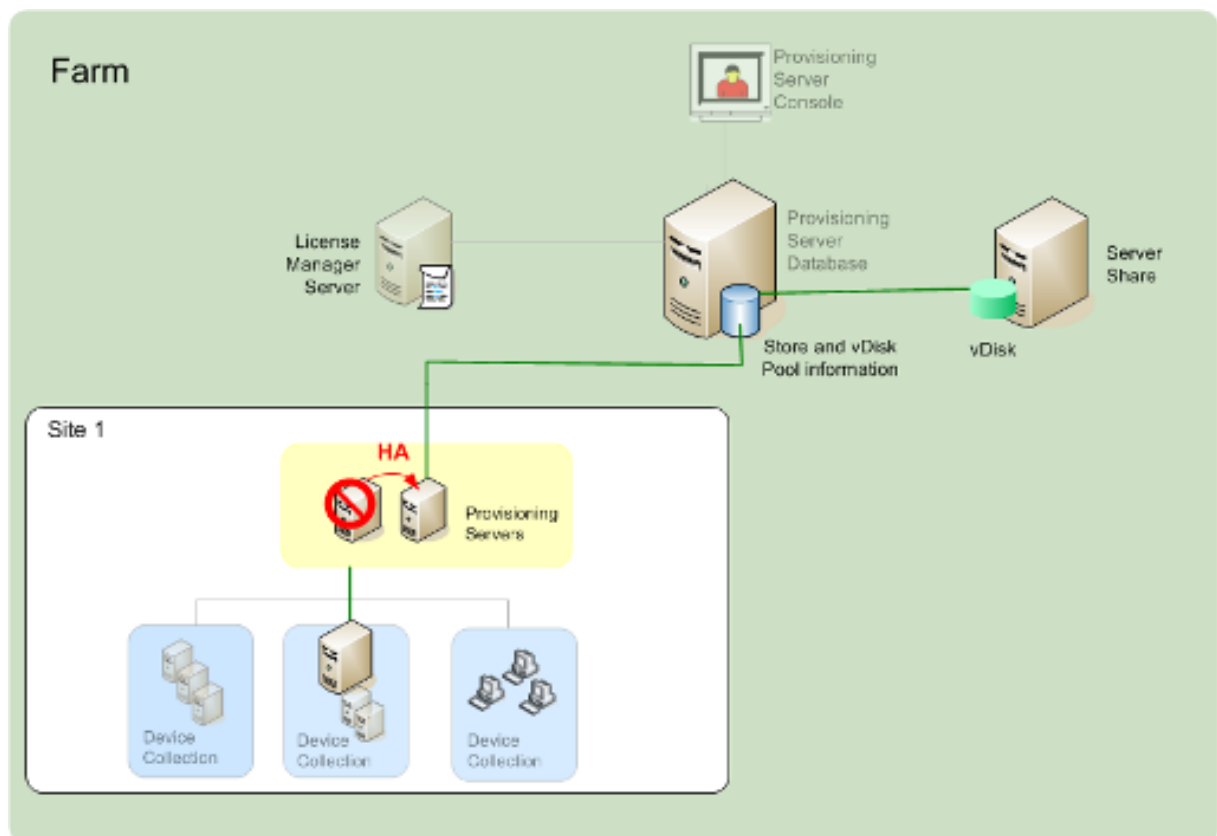 Farm
Provisioning
Server
Console
License
Manager
Server
Provisioning
Server
Database
Server
Share
Store and vDisk
Pool information
vDisk
Site 1
HA
Provisioning
Servers
Device
Collection
Device
Collection
Device
Collection